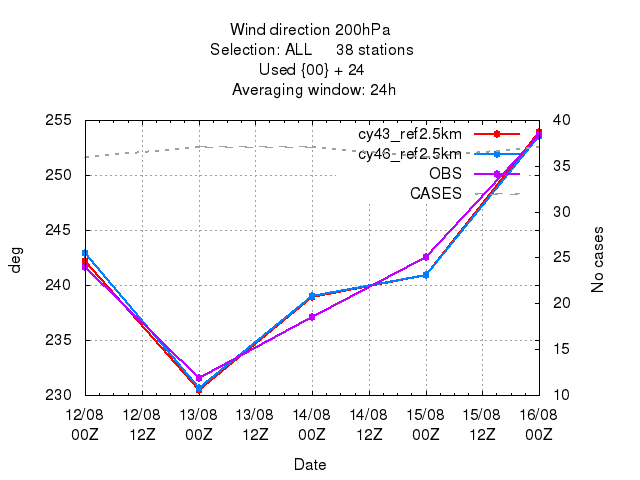 Wind direction 200hPa
Selection: ALL 38 stations
Used {00} + 24
Averaging window: 24h
255
250
245
240
235
230
deg
40
35
30
25
20
15
10
No cases
cy43_ref2.5km
cy46_ref2.5km
OBS
CASES
12/08 12/08 13/08 13/08 14/08 14/08 15/08 15/08 16/08
00Z 12Z 00Z 12Z 00Z 12Z 00Z 12Z 00Z
Date